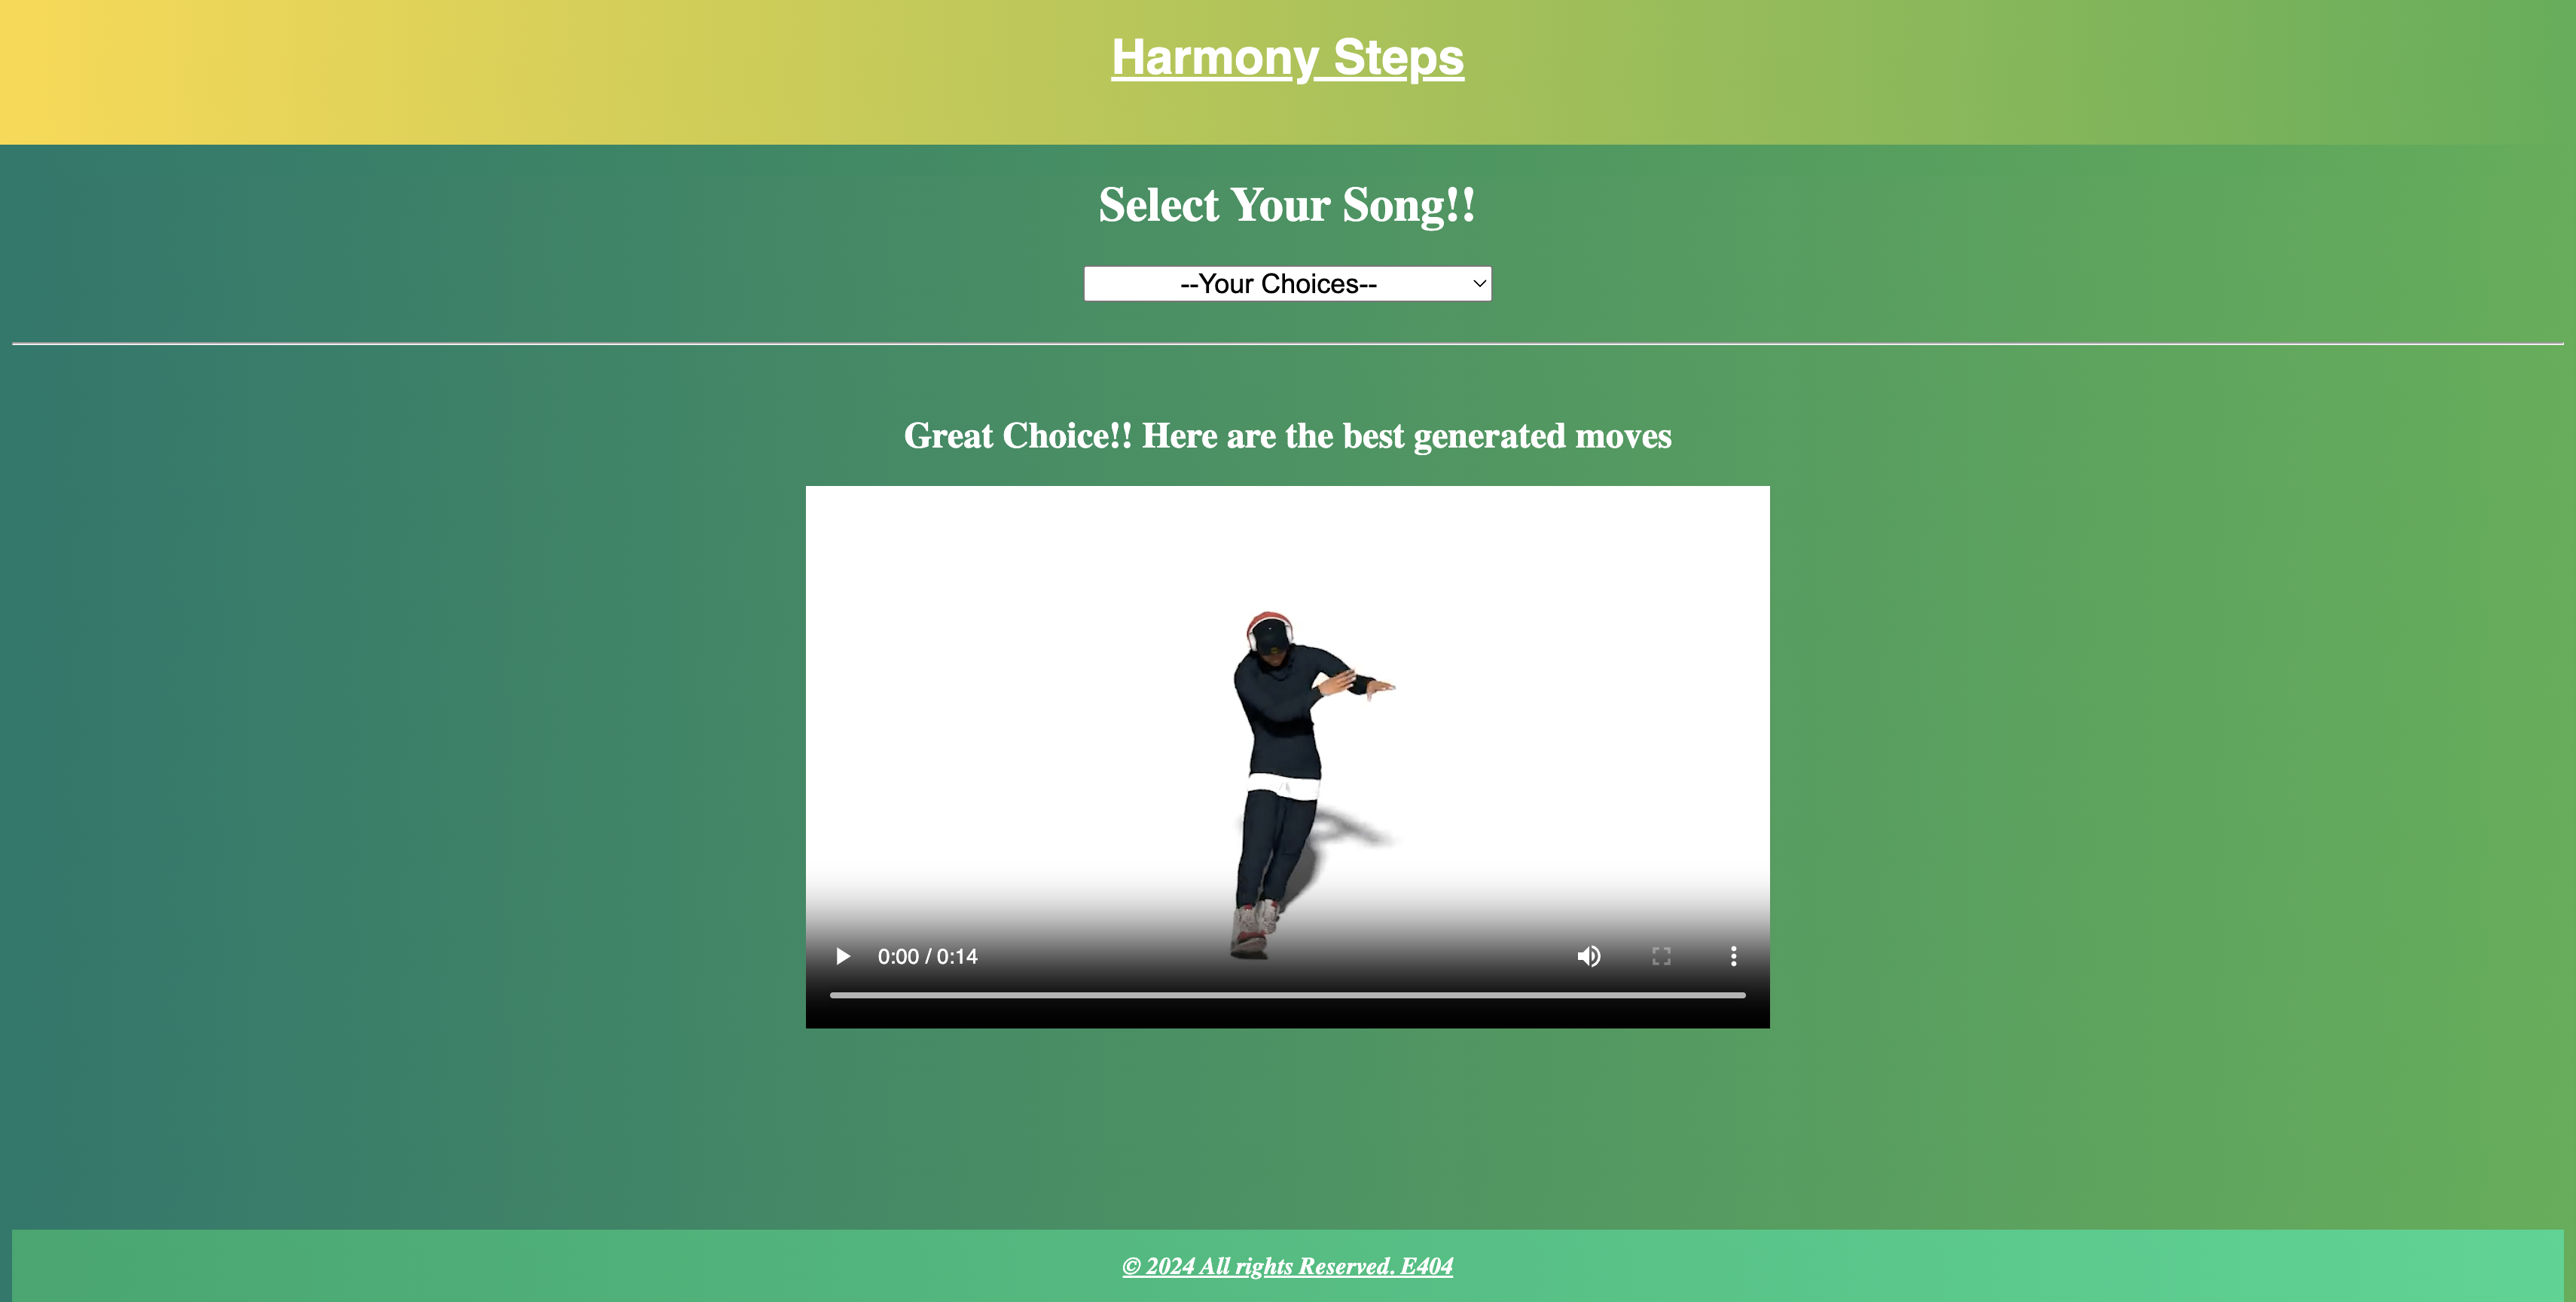 Harmony Steps
Select Your Song!!
--Your Choices--
Great Choice!! Here are the best generated moves
0:00 / 0:14
© 2024 All rights Reserved. E404